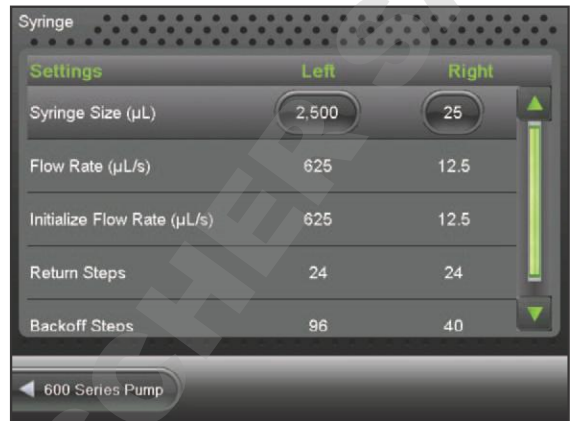 Syringe
Settings Left Right
Syringe Size (µL) 2,500 25
Flow Rate (µL/s) 625 12.5
Initialize Flow Rate (µL/s) 625 12.5
Return Steps 24 24
Backoff Steps 96 40
600 Series Pump